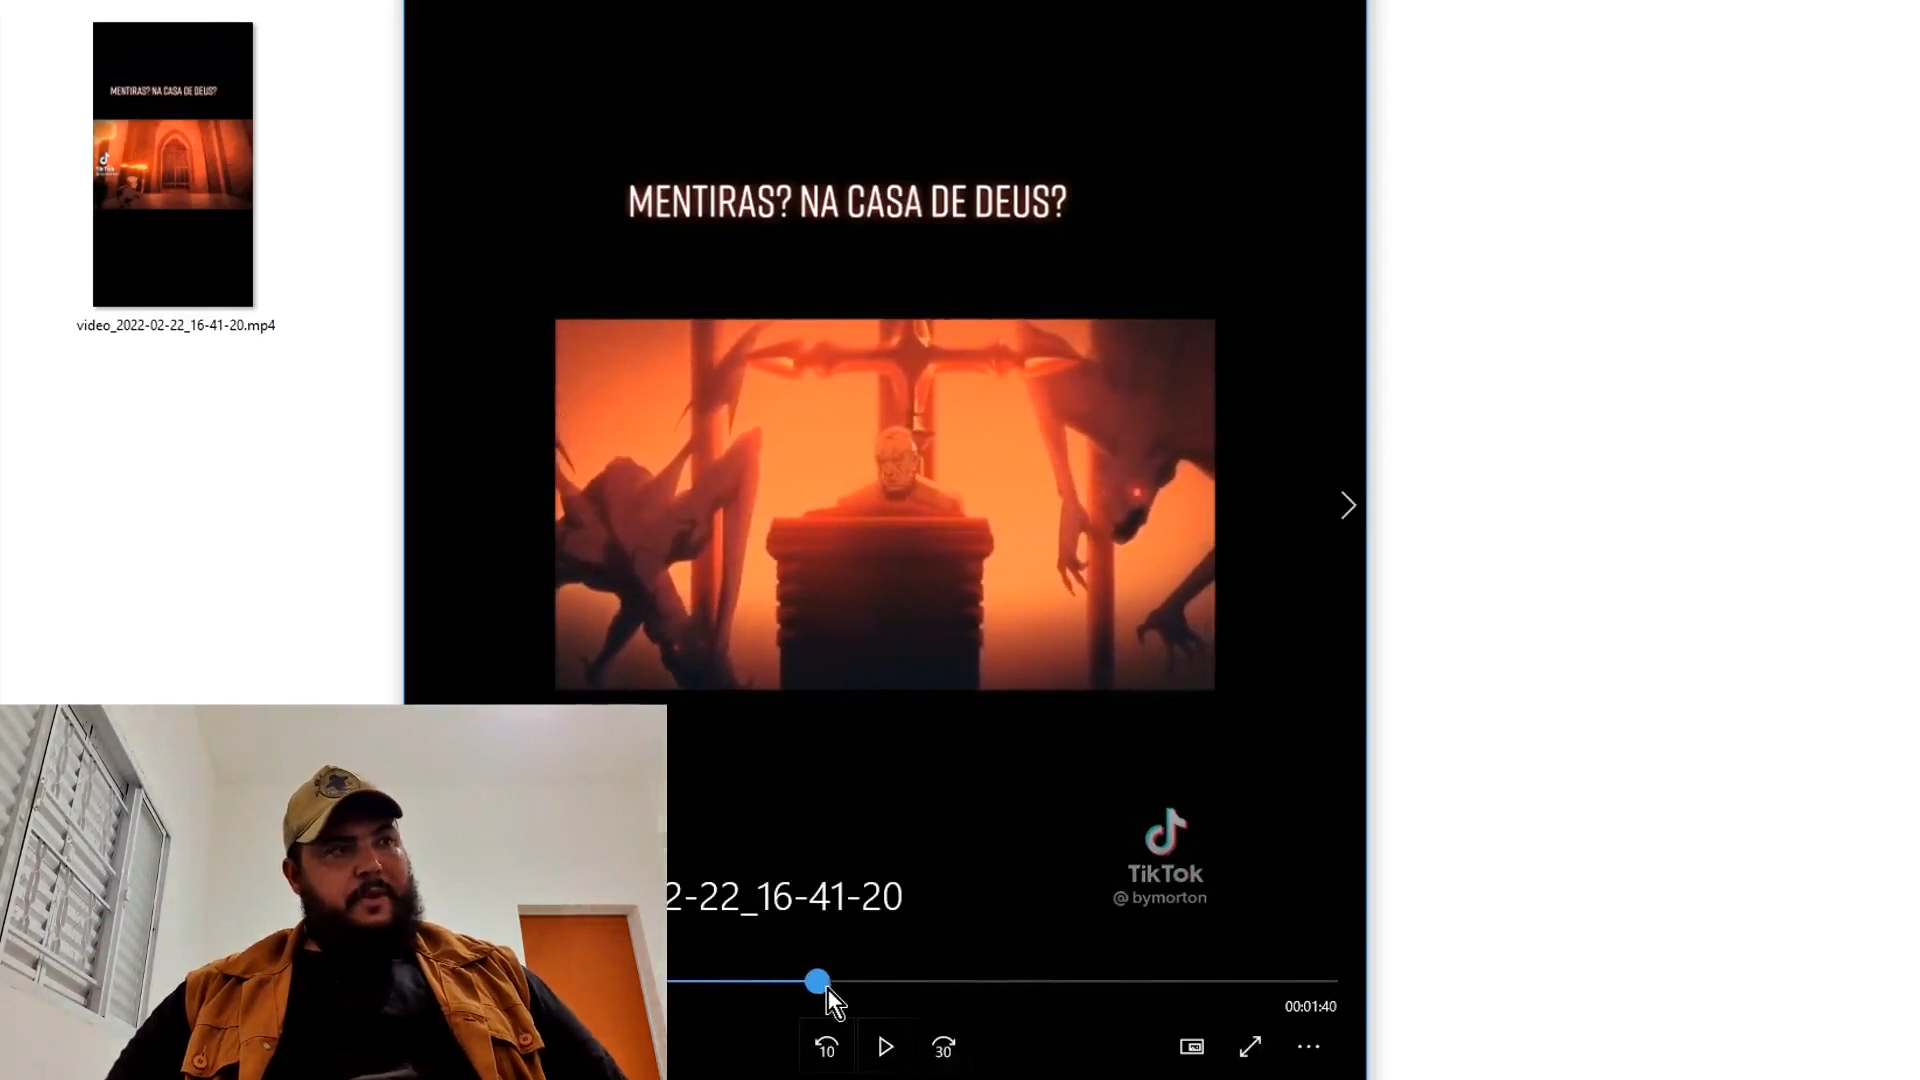 MENTIRAS? NA CASA DE DEUS?
TikTok
video_2022-02-22_16-41-20.mp4
MENTIRAS? NA CASA DE DEUS?
TikTok
@bymorton
2-22_16-41-20
00:01:40
10
30